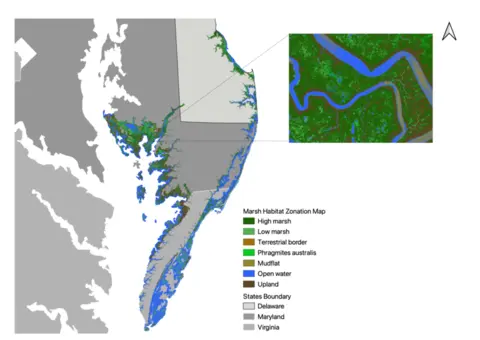 Marsh Habitat Zonation Map
High marsh
Low marsh
Terrestrial border
Phragmites australis
Mudflat
Open water
Upland
States Boundary
Delaware
Maryland
Virginia